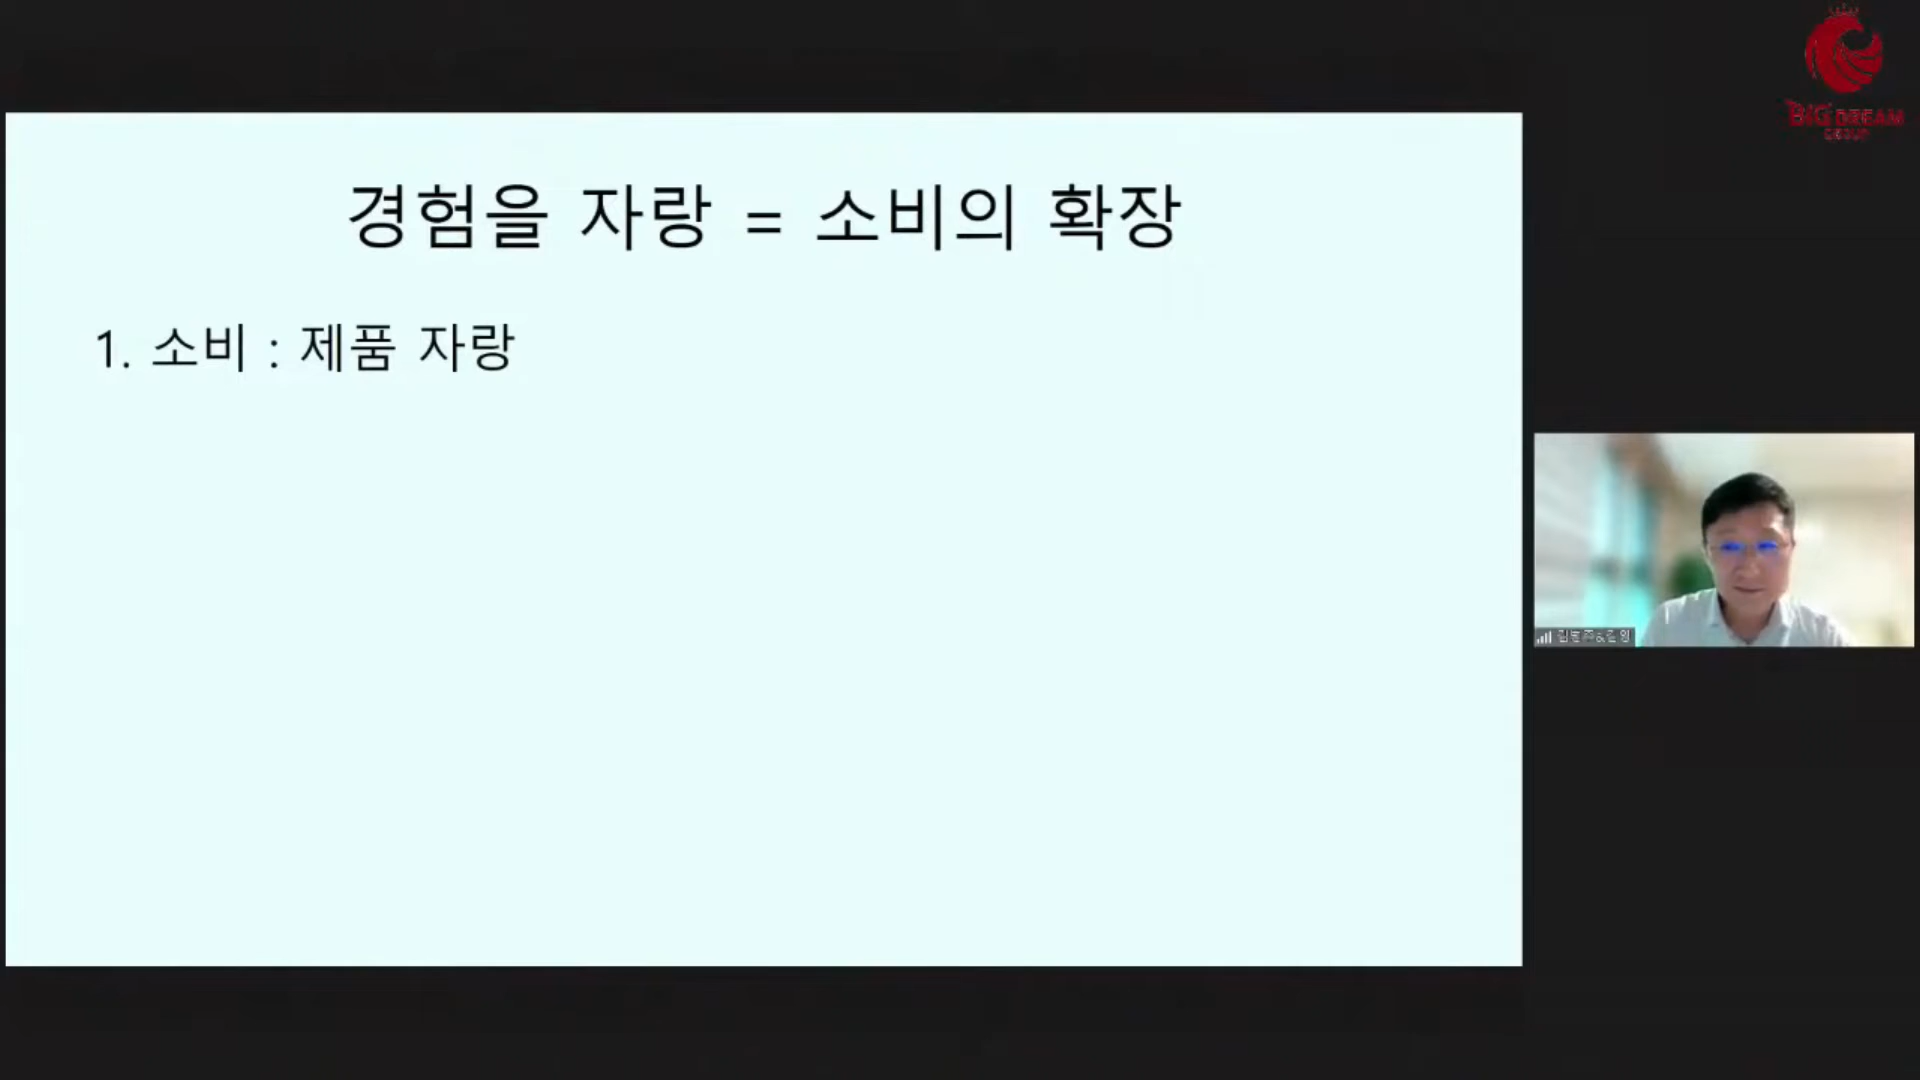 경험을 자랑 = 소비의 확장
1. 소비 : 제품 자랑
BIG DREAM
GROUP